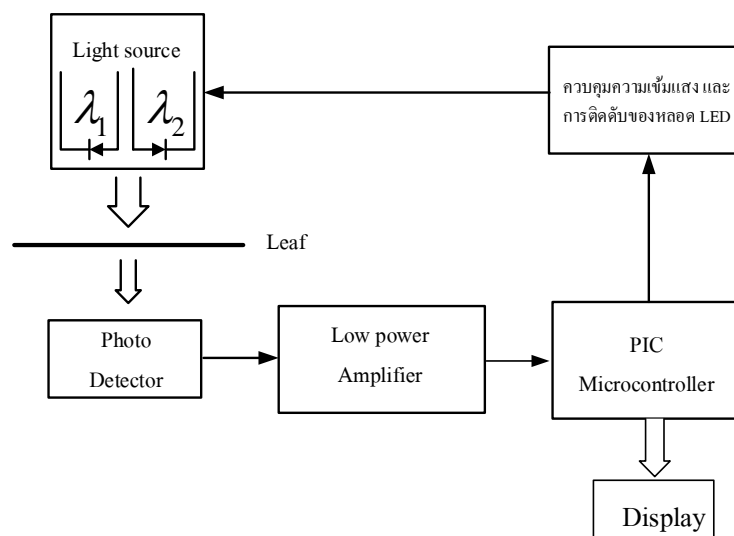 Light source
λ₁ λ₂
ควบคุมความเข้มแสง และ
การติดดับของหลอด LED
Leaf
Photo
Detector
Low power
Amplifier
PIC
Microcontroller
Display